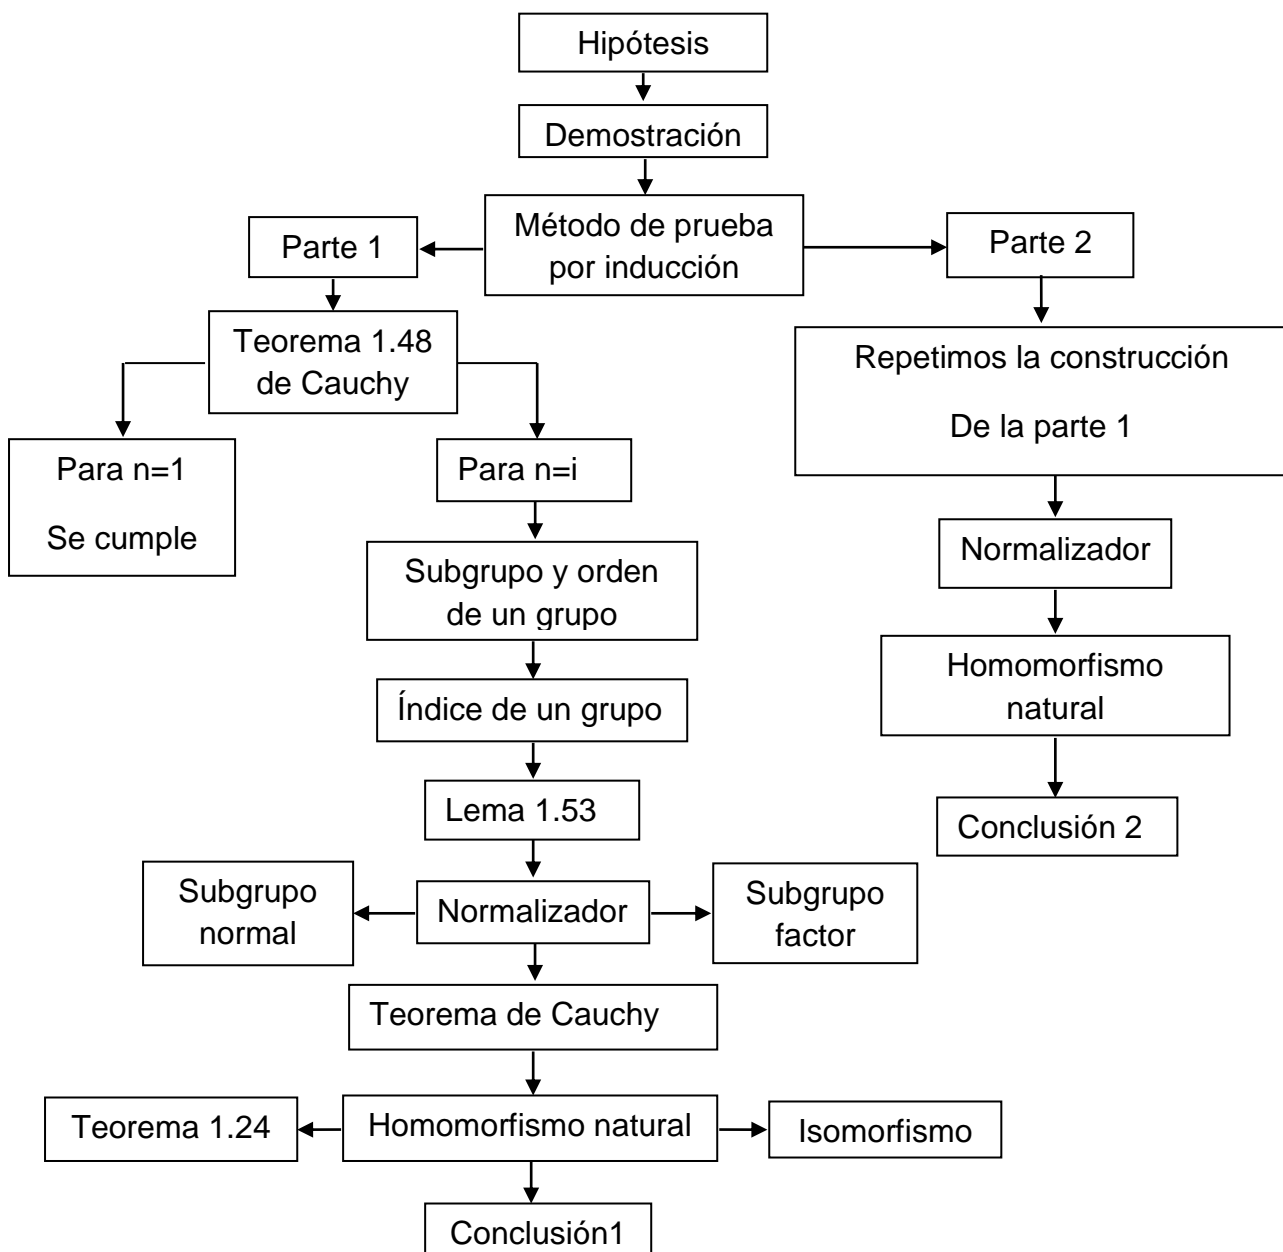 Hipótesis
Demostración
Método de prueba
por inducción
Parte 1
Parte 2
Teorema 1.48
de Cauchy
Repetimos la construcción
De la parte 1
Para n=1
Se cumple
Para n=i
Normalizador
Subgrupo y orden
de un grupo
Homomorfismo
natural
Índice de un grupo
Lema 1.53
Conclusión 2
Subgrupo
normal
Normalizador
Subgrupo
factor
Teorema de Cauchy
Teorema 1.24
Homomorfismo natural
Isomorfismo
Conclusión1